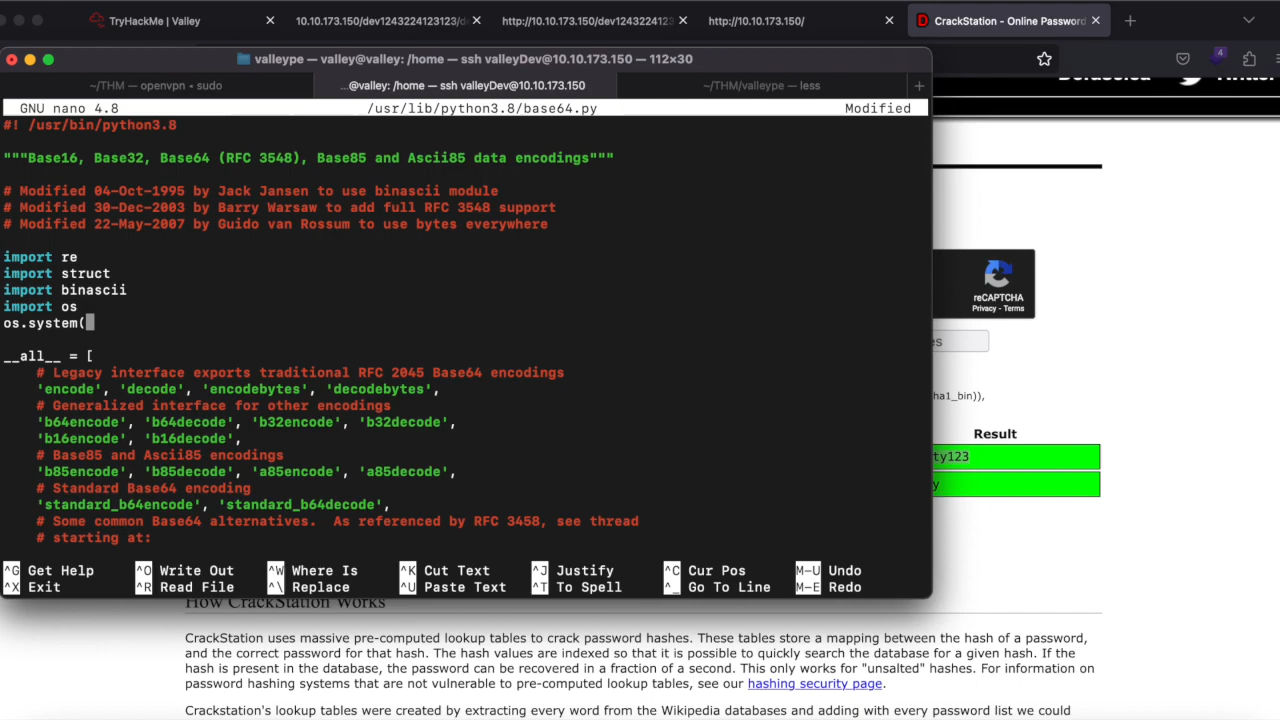 TryHackMe | Valley
10.10.173.150/dev1243224123123/d
http://10.10.173.150/dev1243224123
http://10.10.173.150/
CrackStation - Online Password
4
valleype — valley@valley: /home — ssh valleyDev@10.10.173.150 — 112×30
~/THM — openvpn • sudo
...@valley: /home — ssh valleyDev@10.10.173.150
~/THM/valleype — less
GNU nano 4.8
/usr/lib/python3.8/base64.py
Modified
#! /usr/bin/python3.8
"""Base16, Base32, Base64 (RFC 3548), Base85 and Ascii85 data encodings"""
# Modified 04-Oct-1995 by Jack Jansen to use binascii module
# Modified 30-Dec-2003 by Barry Warsaw to add full RFC 3548 support
# Modified 22-May-2007 by Guido van Rossum to use bytes everywhere
import re
import struct
import binascii
import os
os.system(
__all__ = [
# Legacy interface exports traditional RFC 2045 Base64 encodings
'encode', 'decode', 'encodebytes', 'decodebytes',
# Generalized interface for other encodings
'b64encode', 'b64decode', 'b32encode', 'b32decode',
'b16encode', 'b16decode',
# Base85 and Ascii85 encodings
'b85encode', 'b85decode', 'a85encode', 'a85decode',
# Standard Base64 encoding
'standard_b64encode', 'standard_b64decode',
# Some common Base64 alternatives.  As referenced by RFC 3458, see thread
# starting at:
^G Get Help
^O Write Out
^W Where Is
^K Cut Text
^J Justify
^C Cur Pos
M-U Undo
^X Exit
^R Read File
^\ Replace
^U Paste Text
^T To Spell
^_ Go To Line
M-E Redo
reCAPTCHA
Privacy - Terms
es
ha1_bin)),
Result
ty123
y
How CrackStation Works
CrackStation uses massive pre-computed lookup tables to crack password hashes. These tables store a mapping between the hash of a password,
and the correct password for that hash. The hash values are indexed so that it is possible to quickly search the database for a given hash. If the
hash is present in the database, the password can be recovered in a fraction of a second. This only works for "unsalted" hashes. For information on
password hashing systems that are not vulnerable to pre-computed lookup tables, see our hashing security page.
Crackstation's lookup tables were created by extracting every word from the Wikipedia databases and adding with every password list we could